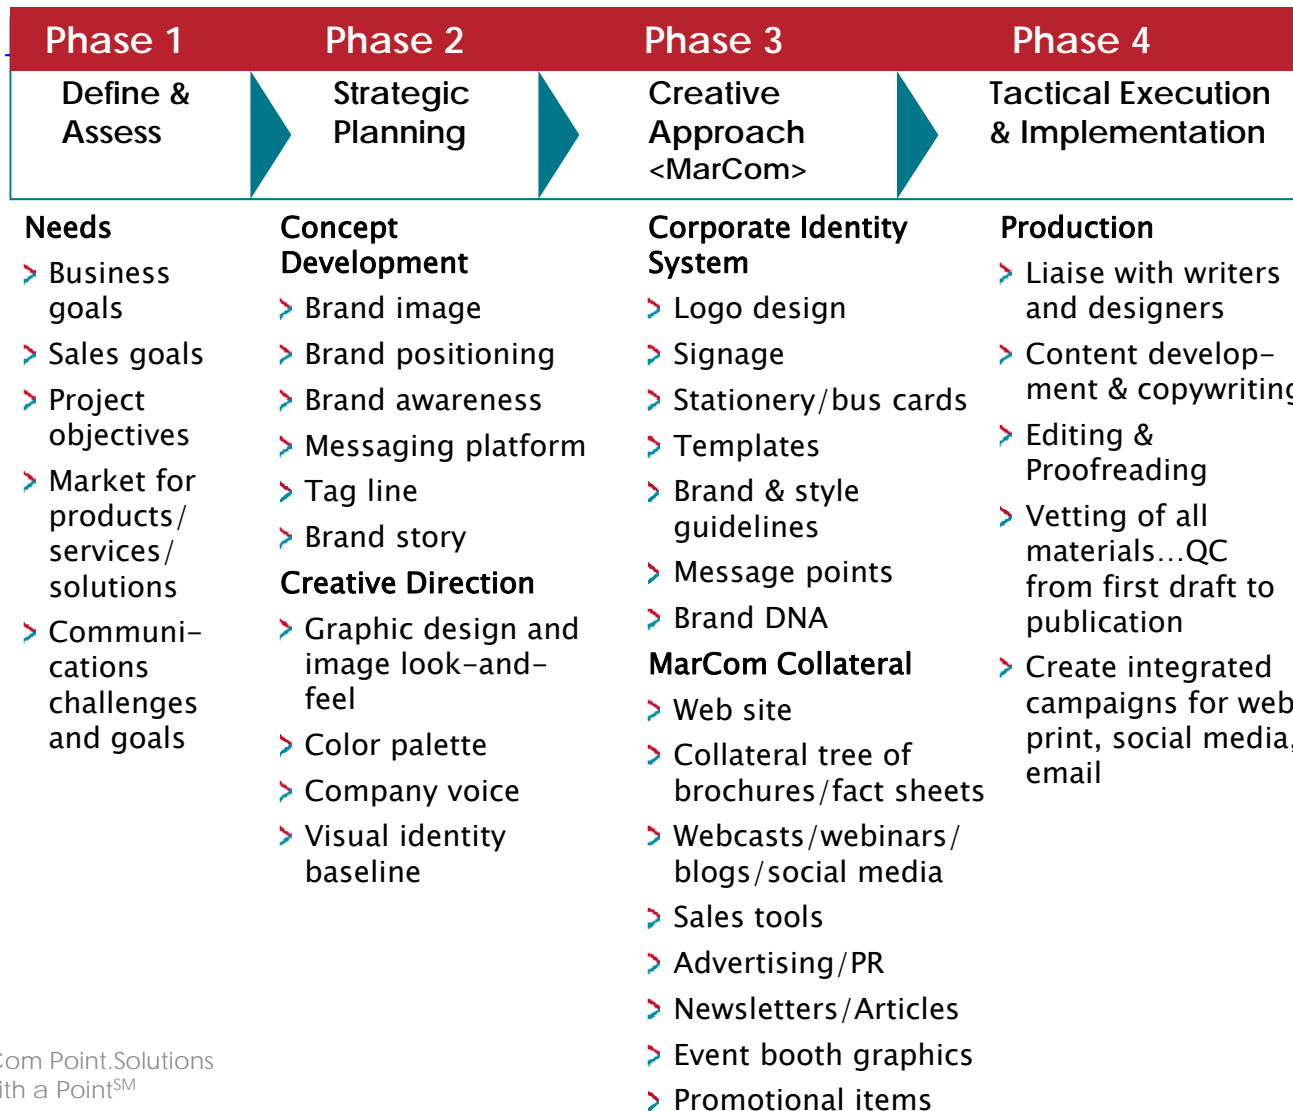 Phase 1
Phase 2
Phase 3
Phase 4
Define &
Assess
Strategic
Planning
Creative
Approach
<MarCom>
Tactical Execution
& Implementation
Needs
Business
goals
Sales goals
Project
objectives
Market for
products/
services/
solutions
Communi-
cations
challenges
and goals
Concept
Development
Brand image
Brand positioning
Brand awareness
Messaging platform
Tag line
Brand story
Creative Direction
Graphic design and
image look-and-
feel
Color palette
Company voice
Visual identity
baseline
Corporate Identity
System
Logo design
Signage
Stationery/bus cards
Templates
Brand & style
guidelines
Message points
Brand DNA
MarCom Collateral
Web site
Collateral tree of
brochures/fact sheets
Webcasts/webinars/
blogs/social media
Sales tools
Advertising/PR
Newsletters/Articles
Event booth graphics
Promotional items
Production
Liaise with writers
and designers
Content develop-
ment & copywriting
Editing &
Proofreading
Vetting of all
materials...QC
from first draft to
publication
Create integrated
campaigns for web
print, social media,
email
Com Point.Solutions
ith a Point℠